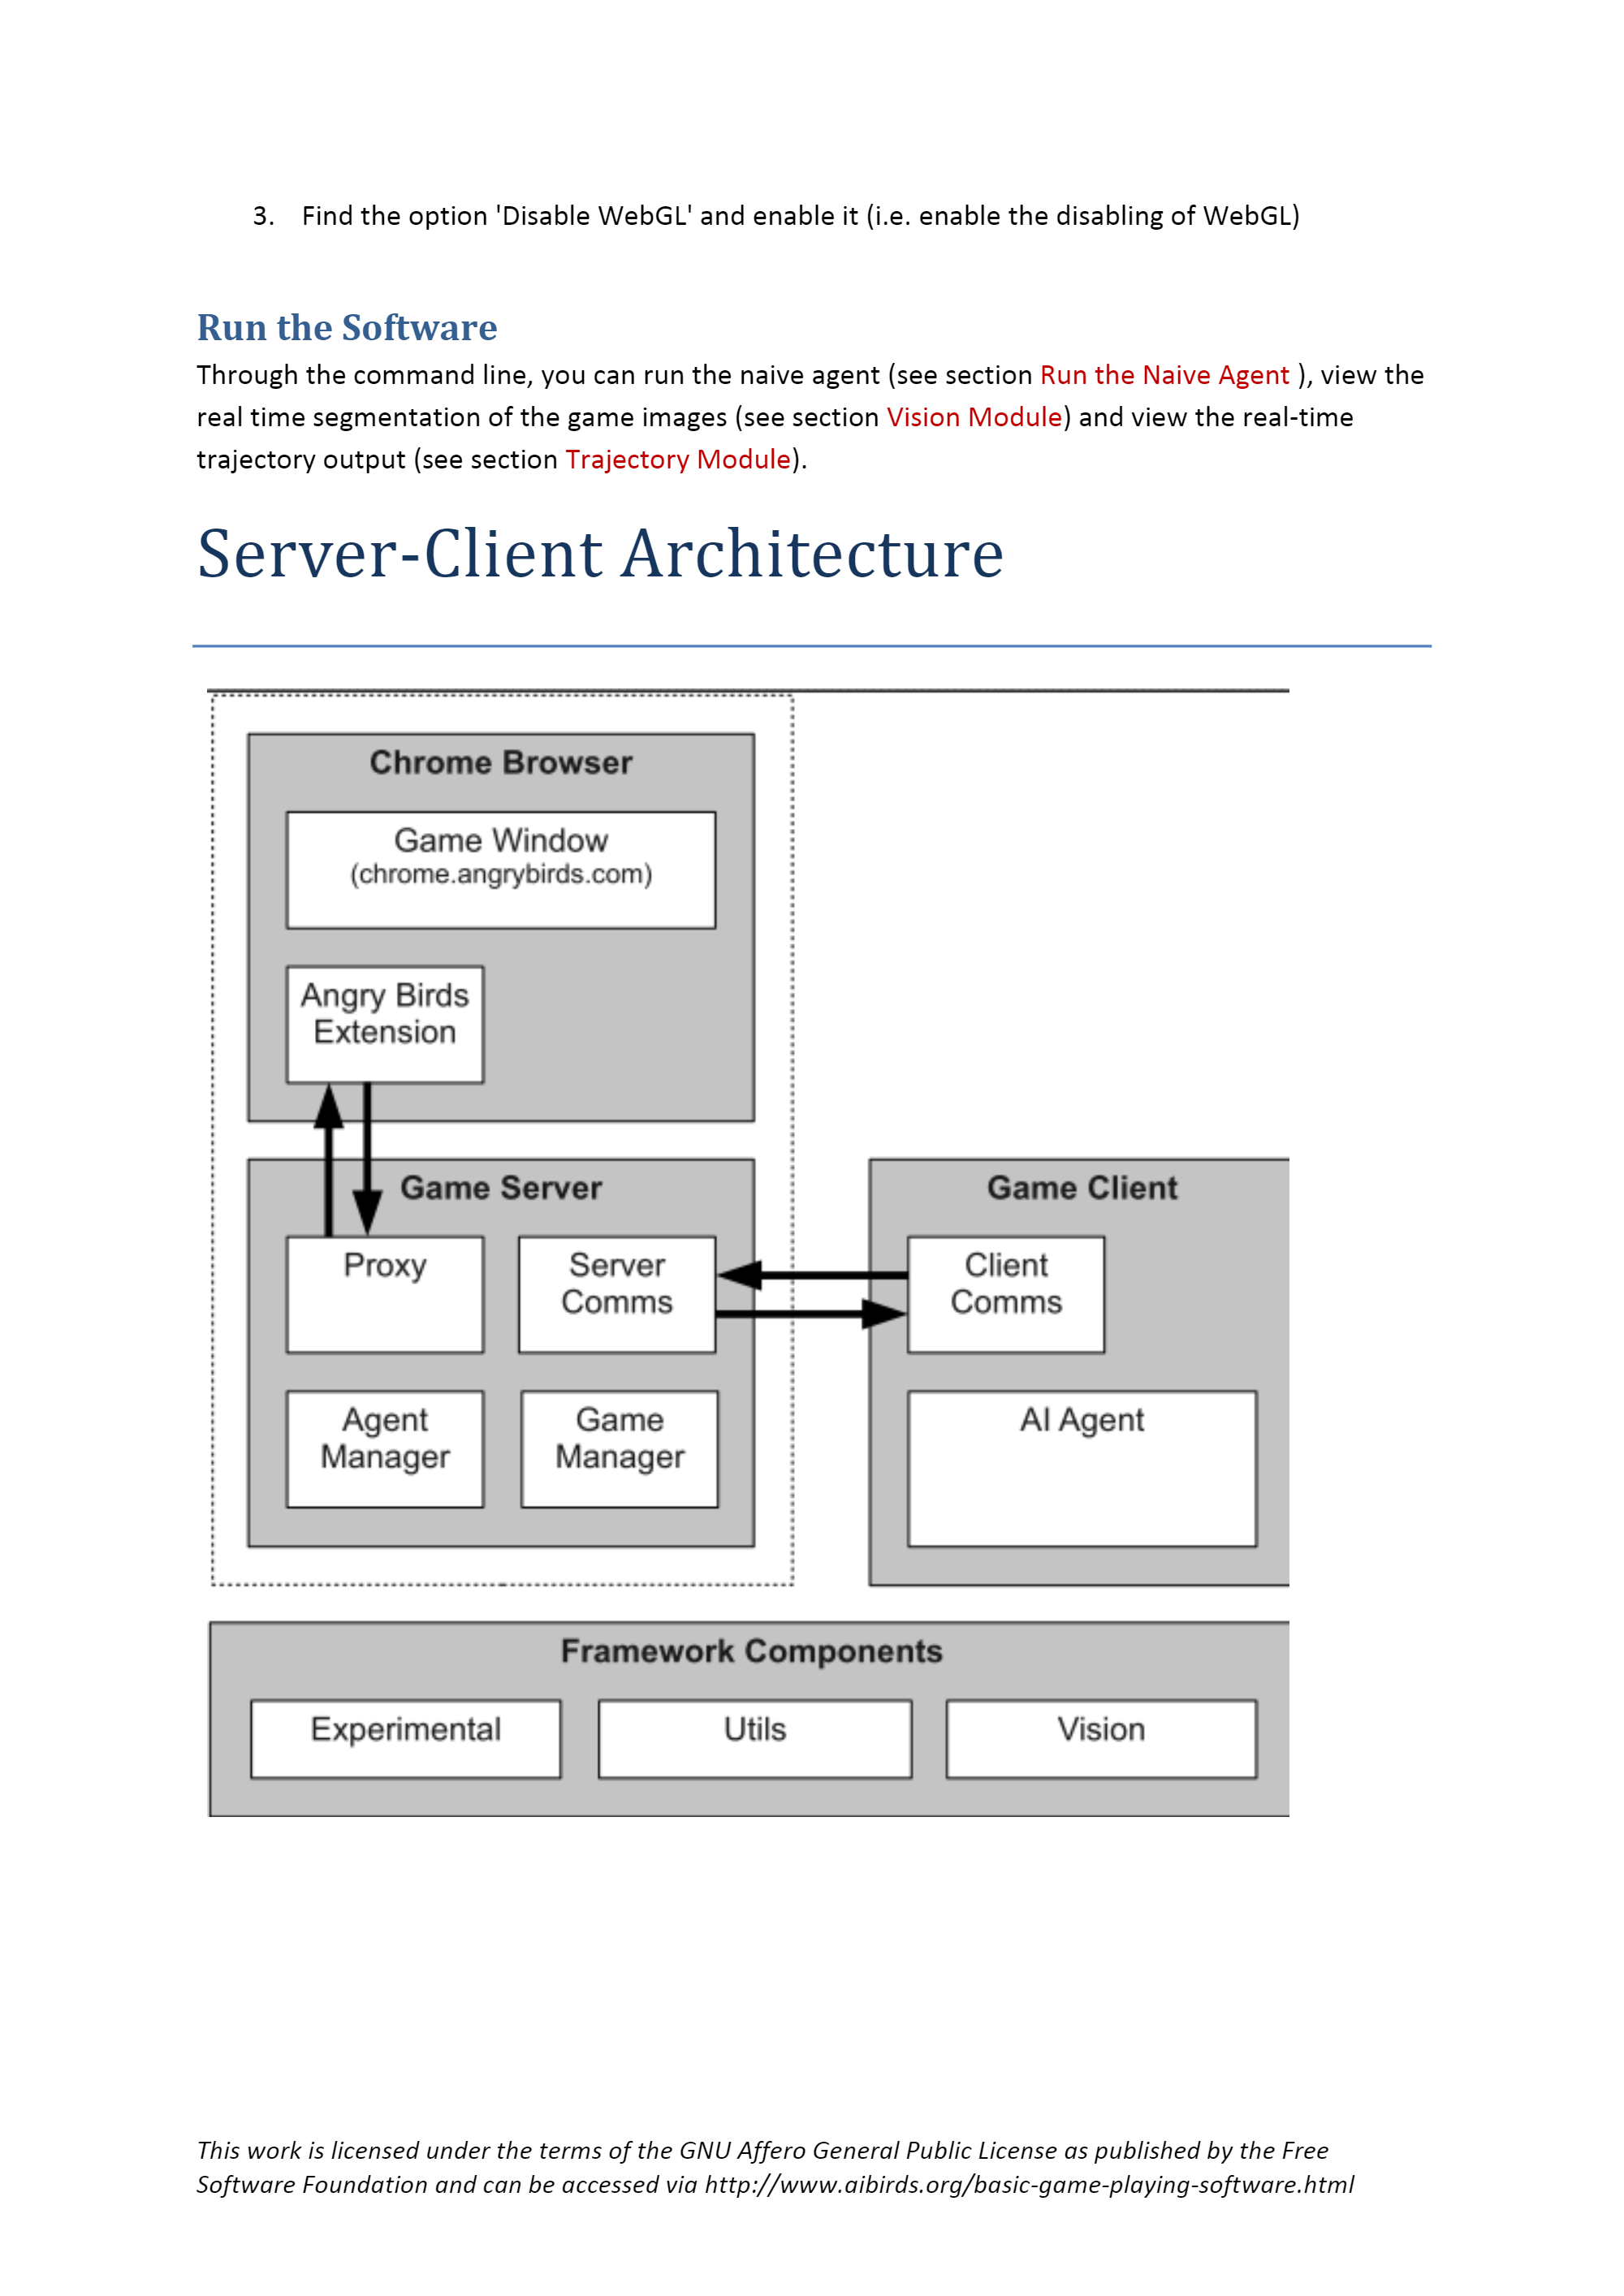 3. Find the option 'Disable WebGL' and enable it (i.e. enable the disabling of WebGL)
Run the Software
Through the command line, you can run the naive agent (see section Run the Naive Agent ), view the
real time segmentation of the game images (see section Vision Module) and view the real-time
trajectory output (see section Trajectory Module).
Server-Client Architecture
Chrome Browser
Game Window
(chrome.angrybirds.com)
Angry Birds
Extension
Game Server
Proxy
Server
Comms
Agent
Manager
Game
Manager
Game Client
Client
Comms
AI Agent
Framework Components
Experimental
Utils
Vision
This work is licensed under the terms of the GNU Affero General Public License as published by the Free
Software Foundation and can be accessed via http://www.aibirds.org/basic-game-playing-software.html